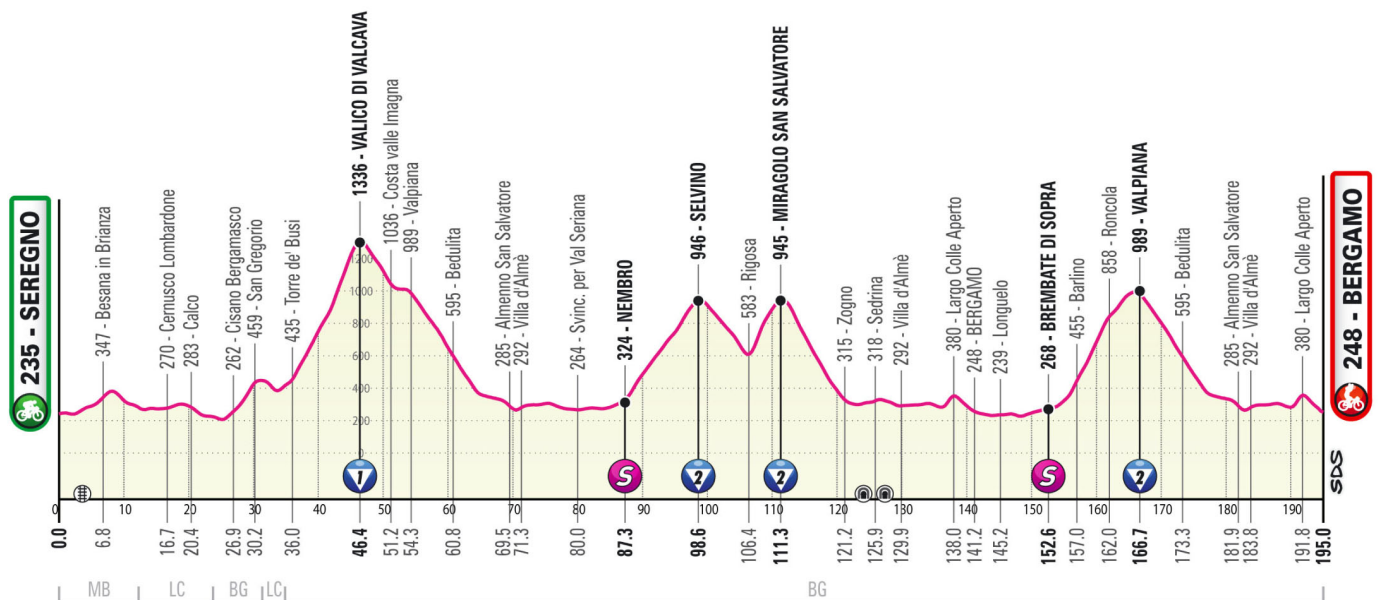 235 - SEREGNO
347 - Besana in Brianza
270 - Cernusco Lombardone
283 - Calco
262 - Cisano Bergamasco
459 - San Gregorio
435 - Torre de' Busi
1336 - VALICO DI VALCAVA
1036 - Costa valle Imagna
989 - Valpiana
595 - Bedulita
285 - Almenno San Salvatore
292 - Villa d'Almè
264 - Svinc. per Val Seriana
324 - NEMBRO
946 - SELVINO
583 - Rigosa
945 - MIRAGOLO SAN SALVATORE
315 - Zogno
318 - Sedrina
292 - Villa d'Almè
380 - Largo Colle Aperto
248 - BERGAMO
239 - Longuelo
268 - BREMBATE DI SOPRA
455 - Barlino
858 - Roncola
989 - VALPIANA
595 - Bedulita
285 - Almenno San Salvatore
292 - Villa d'Almè
380 - Largo Colle Aperto
248 - BERGAMO
1200
1000
800
600
400
200
0
1
S
2
2
S
2
SDS
0 10 20 30 40 50 60 70 80 90 100 110 120 130 140 150 160 170 180 190
0.0 6.8 16.7 20.4 26.9 30.2 36.0 46.4 51.2 54.3 60.8 69.5 71.3 80.0 87.3 98.6 106.4 111.3 121.2 125.9 129.9 138.0 141.2 145.2 152.6 157.0 162.0 166.7 173.3 181.9 183.8 191.8 195.0
MB LC BG LC BG